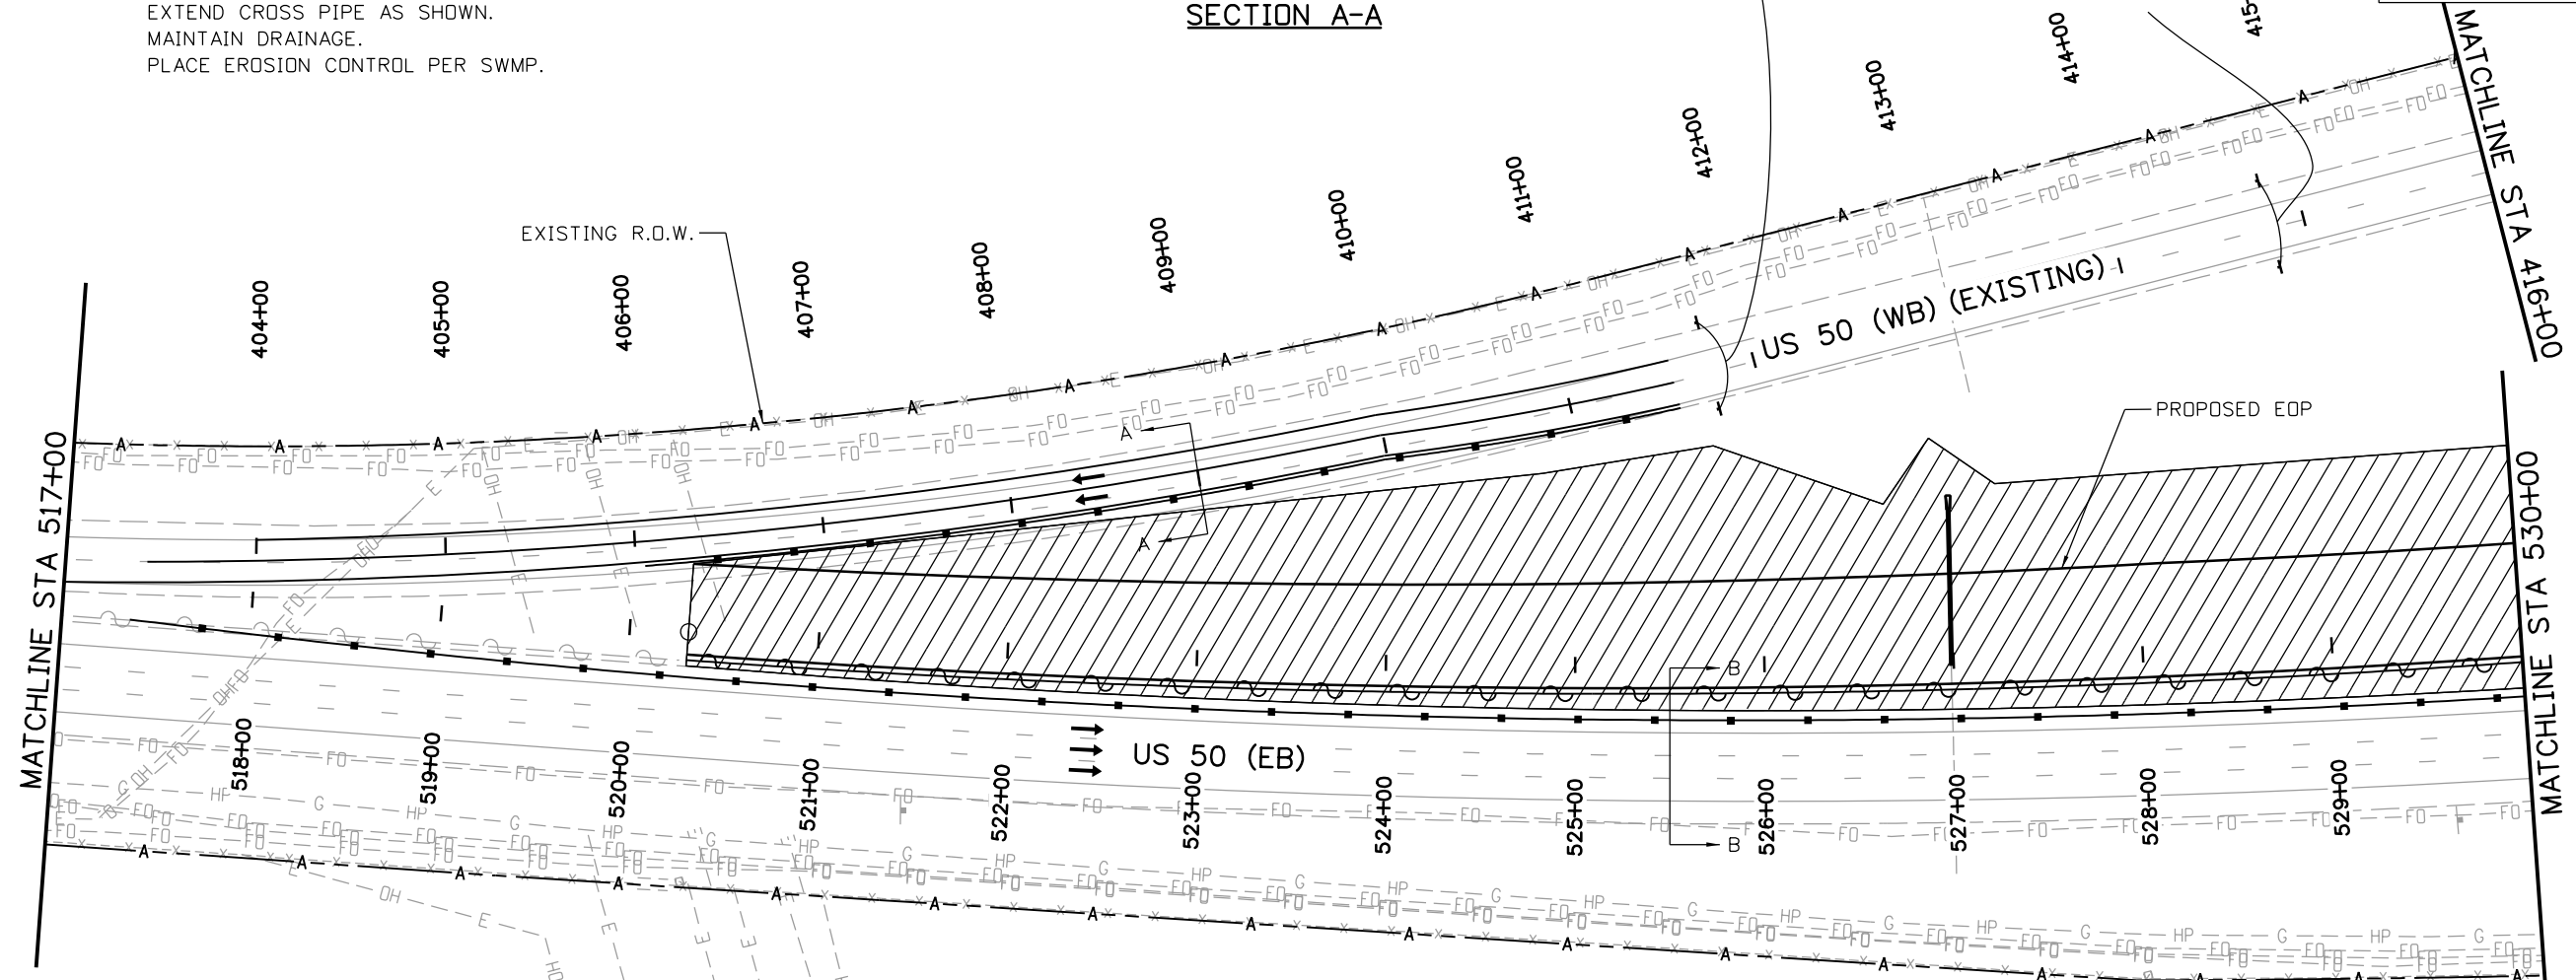 EXTEND CROSS PIPE AS SHOWN.
MAINTAIN DRAINAGE.
PLACE EROSION CONTROL PER SWMP.
SECTION A-A
EXISTING R.O.W.
404+00
405+00
406+00
407+00
408+00
409+00
410+00
411+00
412+00
413+00
414+00
MATCHLINE STA 416+00
US 50 (WB) (EXISTING)
PROPOSED EOP
A
A
MATCHLINE STA 517+00
MATCHLINE STA 530+00
B
B
US 50 (EB)
518+00
519+00
520+00
521+00
522+00
523+00
524+00
525+00
526+00
527+00
528+00
529+00